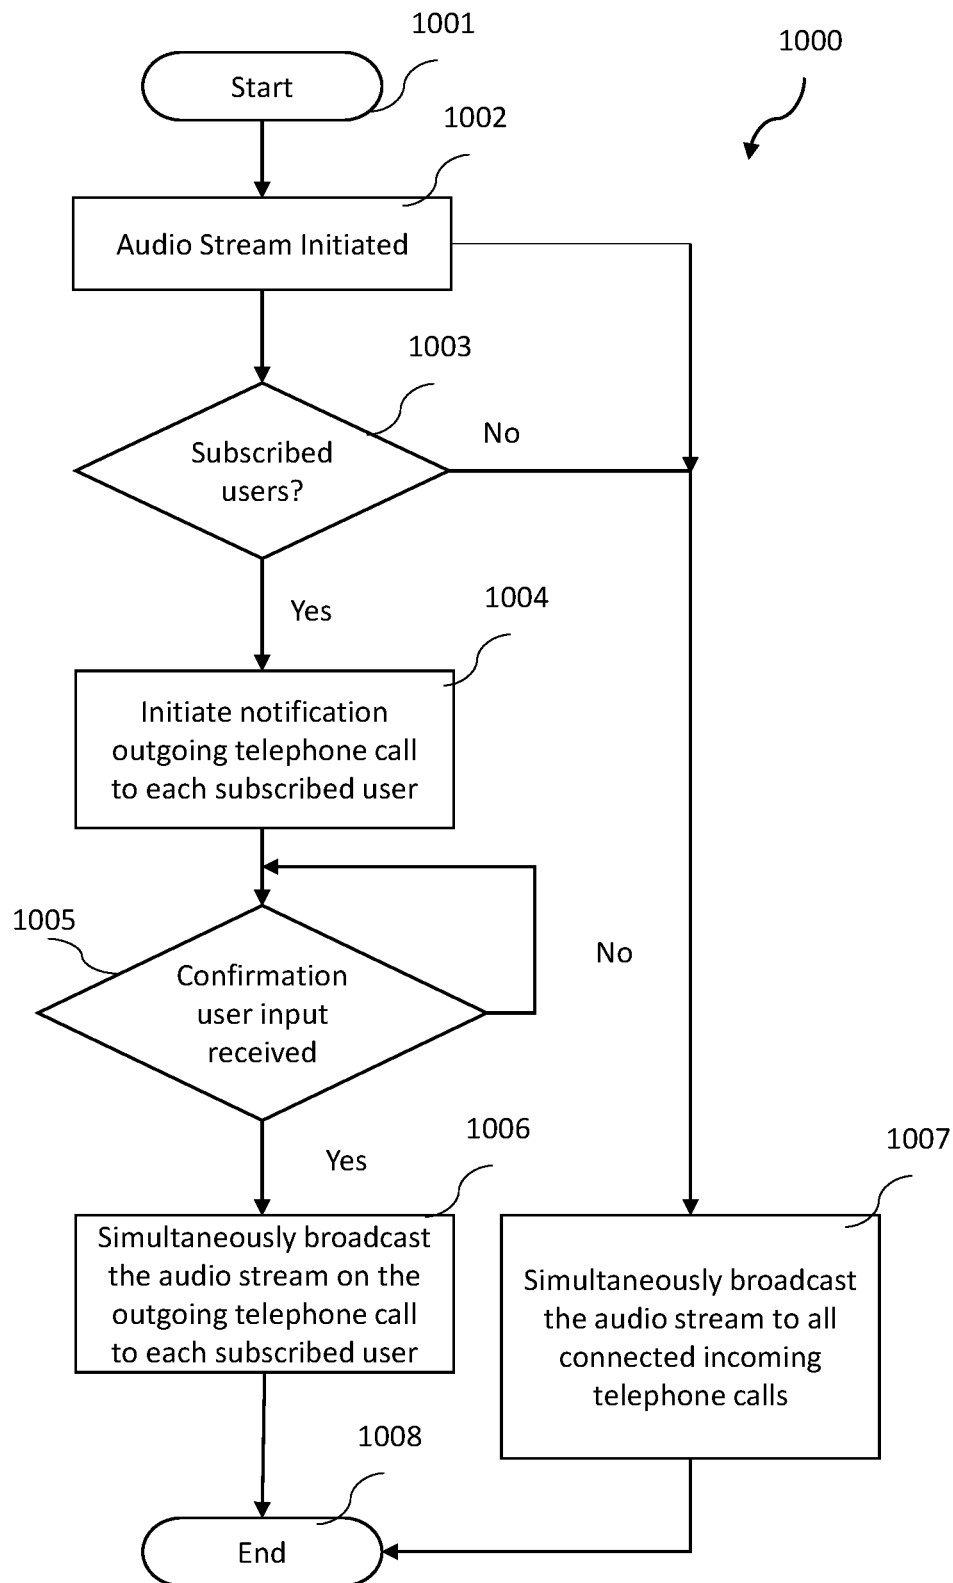 1001
1000
Start
1002
Audio Stream Initiated
1003
No
Subscribed
users?
Yes
1004
Initiate notification
outgoing telephone call
to each subscribed user
1005
No
Confirmation
user input
received
1006
1007
Yes
Simultaneously broadcast
the audio stream on the
outgoing telephone call
to each subscribed user
Simultaneously broadcast
the audio stream to all
connected incoming
telephone calls
1008
End